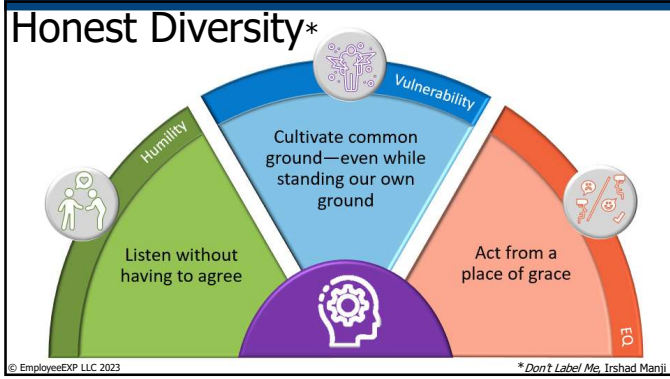 Honest Diversity*
Humility
Listen without
having to agree
Vulnerability
Cultivate common
ground—even while
standing our own
ground
EQ
Act from a
place of grace
© EmployeeEXP LLC 2023
*Don't Label Me, Irshad Manji